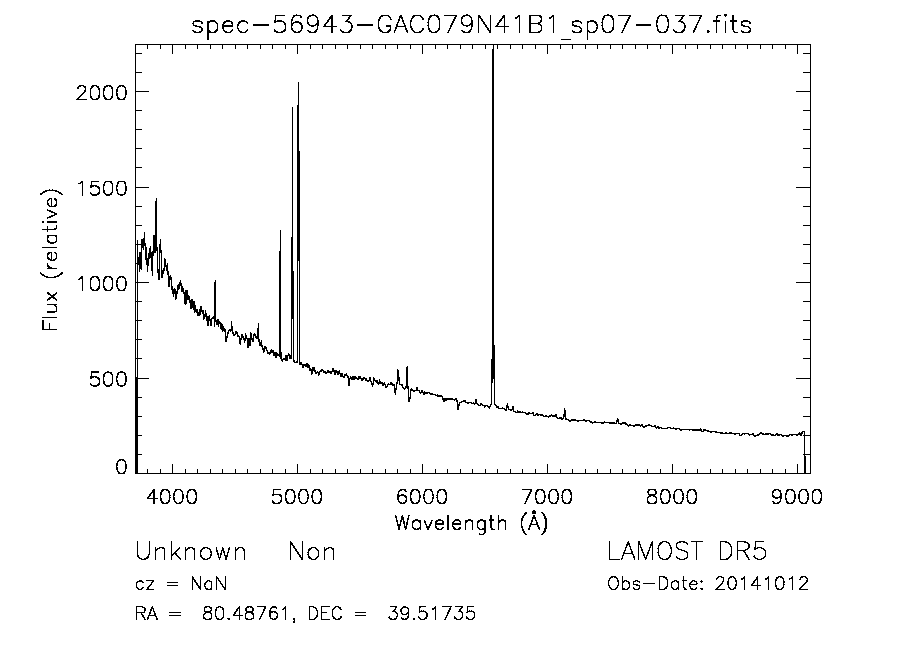 spec-56943-GAC079N41B1_sp07-037.fits
2000
1500
1000
500
0
Flux (relative)
4000 5000 6000 7000 8000 9000
Wavelength (Å)
Unknown Non LAMOST DR5
cz = NaN Obs-Date: 20141012
RA = 80.48761, DEC = 39.51735